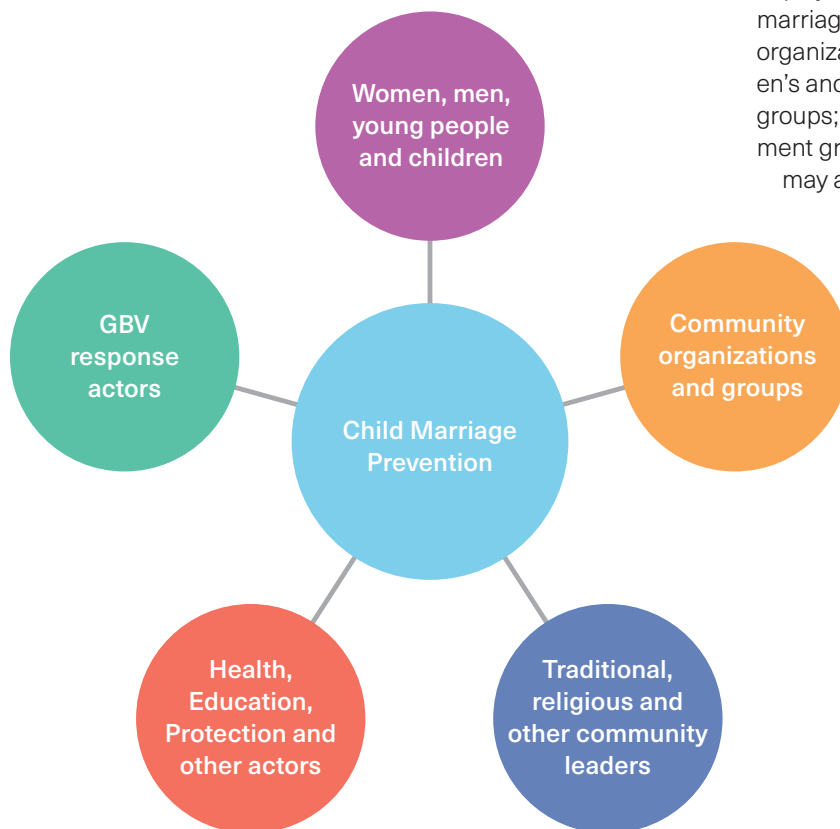 marriag
organiza
en's and
groups;
ment gr
may a
Women, men,
young people
and children
GBV
response
actors
Community
organizations
and groups
Child Marriage
Prevention
Health,
Education,
Protection and
other actors
Traditional,
religious and
other community
leaders